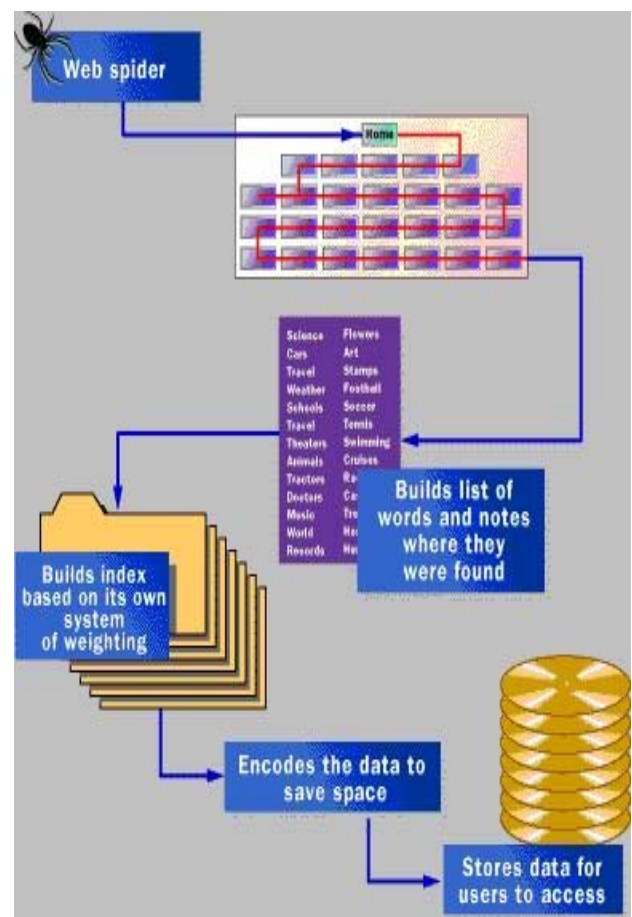 Web spider
Home
Science Flowers
Cars Art
Travel Stamps
Weather Football
Schools Soccer
Travel Tennis
Theaters Swimming
Animals Cruises
Tractors
Doctors
Music
World
Records
Builds list of
words and notes
where they
were found
Builds index
based on its own
system
of weighting
Encodes the data to
save space
Stores data for
users to access